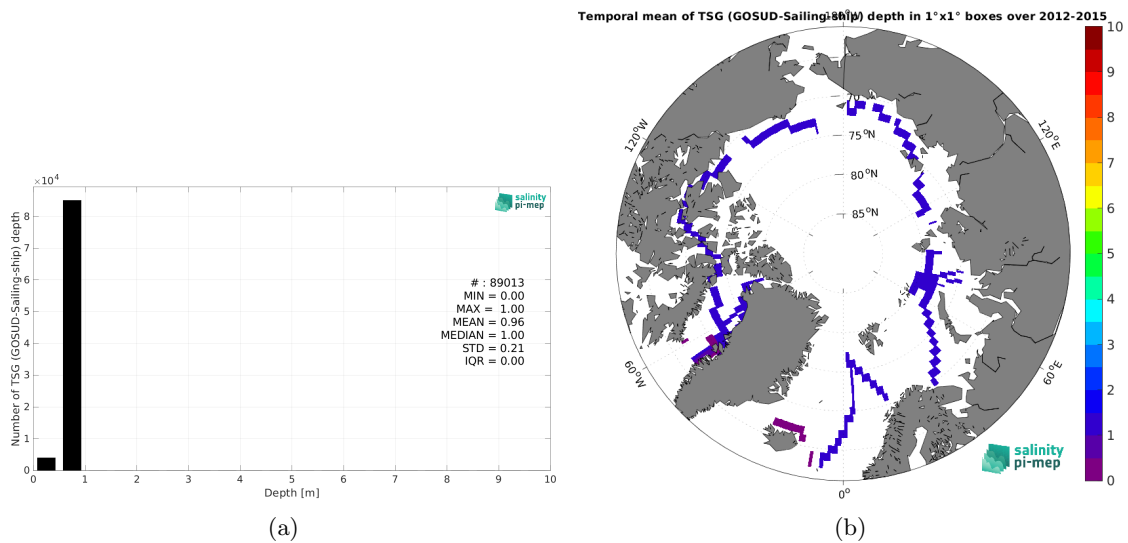 Temporal mean of TSG (GOSUD-Sailing-ship) depth in 1°x1° boxes over 2012-2015
×10⁴
8
7
6
5
4
3
2
1
0
Number of TSG (GOSUD-Sailing-ship) depth
salinity
pi-mep
# : 89013
MIN = 0.00
MAX = 1.00
MEAN = 0.96
MEDIAN = 1.00
STD = 0.21
IQR = 0.00
0 1 2 3 4 5 6 7 8 9 10
Depth [m]
(a)
120°W
120°E
75°N
80°N
85°N
60°W
60°E
0°
salinity
pi-mep
10
9
8
7
6
5
4
3
2
1
0
(b)